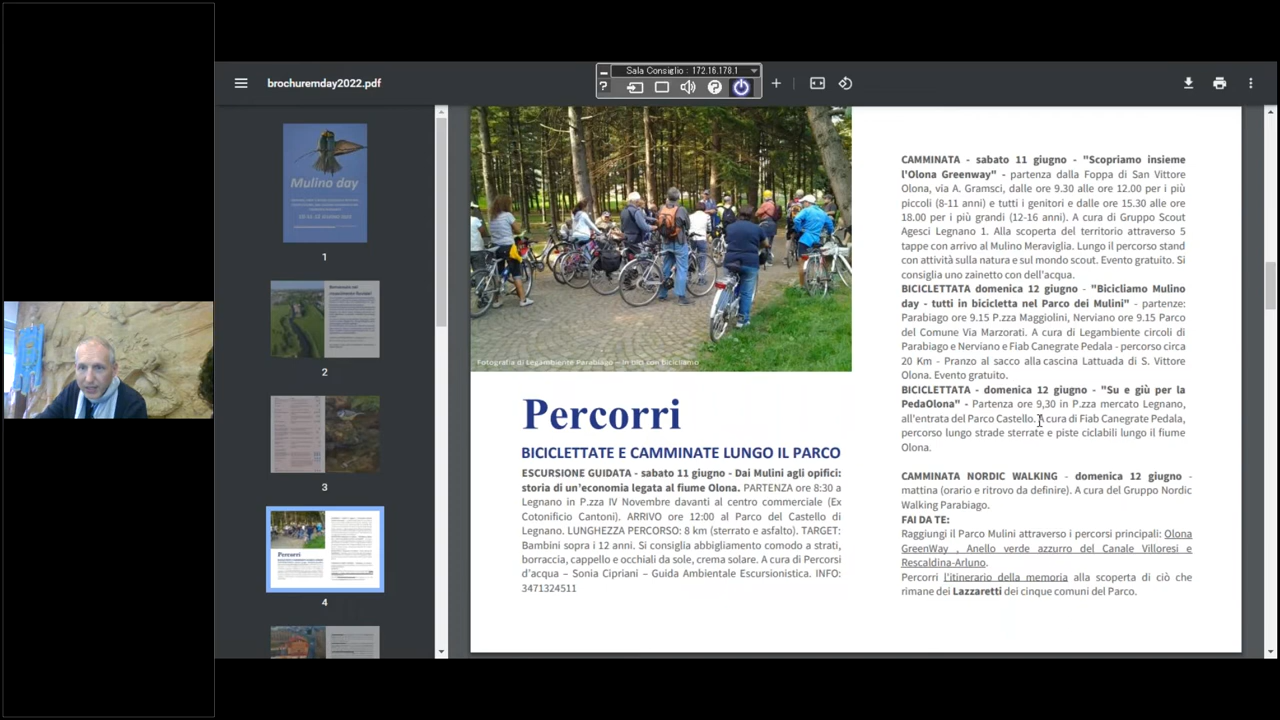 brochuremday2022.pdf
Sala Consiglio : 172.16.178.1
Mulino day
1
2
3
Percorri
4
Fotografia di Legambiente Parabiago – In tibo con bicicliamo
Percorri
BICICLETTATE E CAMMINATE LUNGO IL PARCO
ESCURSIONE GUIDATA - sabato 11 giugno - Dai Mulini agli opifici:
storia di un'economia legata al fiume Olona. PARTENZA ore 8:30 a
Legnano in P.zza IV Novembre davanti al centro commerciale (Ex
Cotonificio Cantoni). ARRIVO ore 12:00 al Parco del Castello di
Legnano. LUNGHEZZA PERCORSO: 8 km (sterrato e asfalto). TARGET:
Bambini sopra i 12 anni. Si consiglia abbigliamento comodo a strati,
borraccia, cappello e occhiali da sole, crema solare. A cura di Percorsi
d'acqua – Sonia Cipriani – Guida Ambientale Escursionistica. INFO:
3471324511
CAMMINATA - sabato 11 giugno - "Scopriamo insieme
l'Olona Greenway" - partenza dalla Foppa di San Vittore
Olona, via A. Gramsci, dalle ore 9.30 alle ore 12.00 per i più
piccoli (8-11 anni) e tutti i genitori e dalle ore 15.30 alle ore
18.00 per i più grandi (12-16 anni). A cura di Gruppo Scout
Agesci Legnano 1. Alla scoperta del territorio attraverso 5
tappe con arrivo al Mulino Meraviglia. Lungo il percorso stand
con attività sulla natura e sul mondo scout. Evento gratuito. Si
consiglia uno zainetto con dell'acqua.
BICICLETTATA domenica 12 giugno - "Bicicliamo Mulino
day - tutti in bicicletta nel Parco dei Mulini" - partenze:
Parabiago ore 9.15 P.zza Maggiolini, Nerviano ore 9.15 Parco
del Comune Via Marzorati. A cura di Legambiente circoli di
Parabiago e Nerviano e Fiab Canegrate Pedala - percorso circa
20 Km - Pranzo al sacco alla cascina Lattuada di S. Vittore
Olona. Evento gratuito.
BICICLETTATA - domenica 12 giugno - "Su e giù per la
PedaOlona" - Partenza ore 9,30 in P.zza mercato Legnano,
all'entrata del Parco Castello. A cura di Fiab Canegrate Pedala,
percorso lungo strade sterrate e piste ciclabili lungo il fiume
Olona.
CAMMINATA NORDIC WALKING - domenica 12 giugno -
mattina (orario e ritrovo da definire). A cura del Gruppo Nordic
Walking Parabiago.
FAI DA TE:
Raggiungi il Parco Mulini attraverso i percorsi principali: Olona
GreenWay , Anello verde azzurro del Canale Villoresi e
Rescaldina-Arluno.
Percorri l'itinerario della memoria alla scoperta di ciò che
rimane dei Lazzaretti dei cinque comuni del Parco.